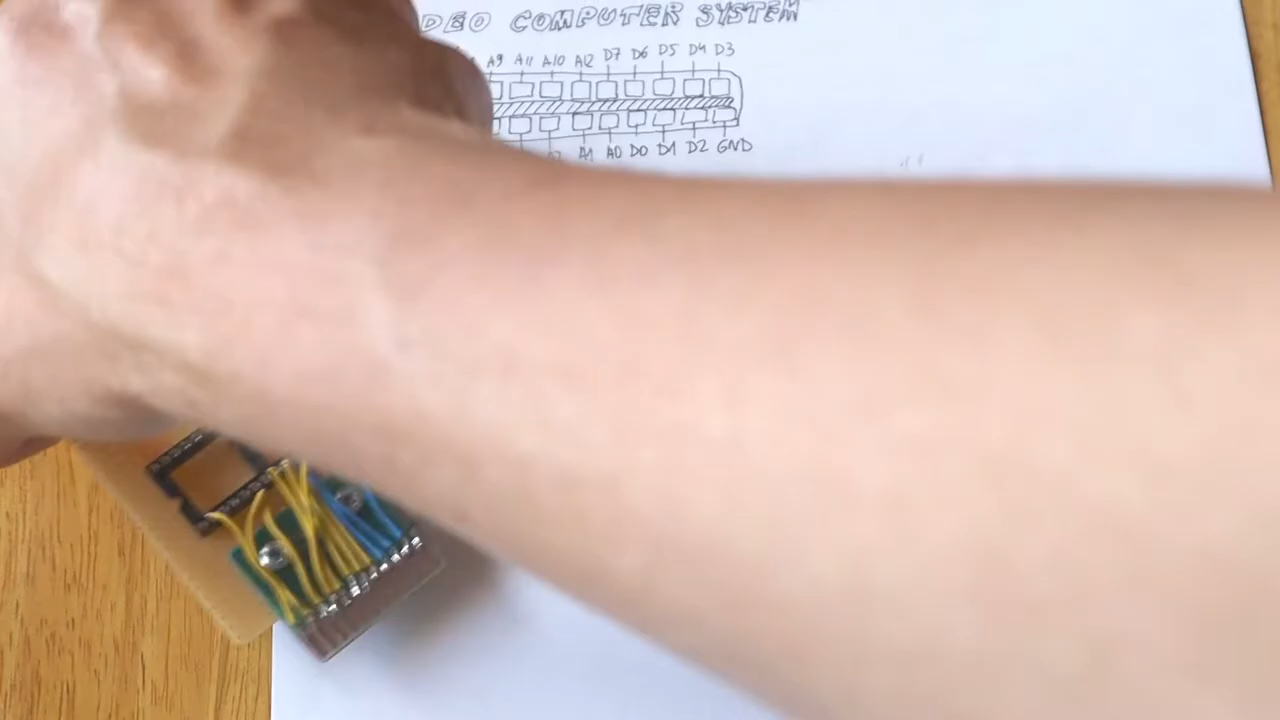 DEO COMPUTER SYSTEM
A9 A11 A10 A12 D7 D6 D5 D4 D3
A1 A0 D0 D1 D2 GND